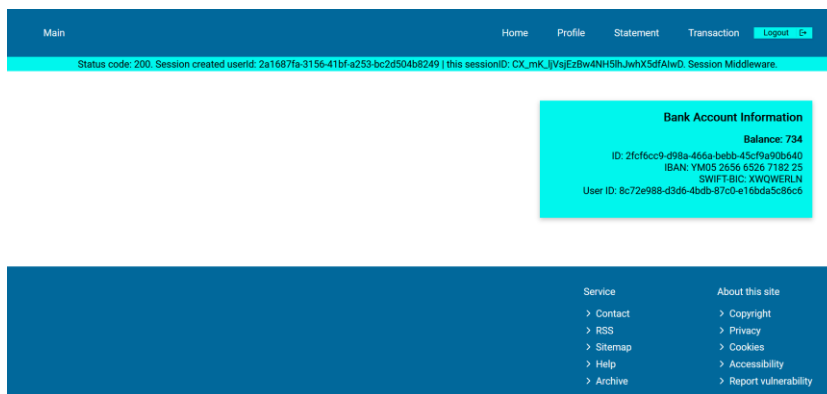 Main Home Profile Statement Transaction Logout
Status code: 200. Session created userId: 2a1687fa-3156-41bf-a253-bc2d504b8249 | this sessionID: CX_mK_ljVsjEzBw4NH5lhJwhX5dfAIwD. Session Middleware.
Bank Account Information
Balance: 734
ID: 2fcf6cc9-d98a-466a-bebb-45cf9a90b640
IBAN: YM05 2656 6526 7182 25
SWIFT-BIC: XWQWERLN
User ID: 8c72e988-d3d6-4bdb-87c0-e16bda5c86c6
Service
> Contact
> RSS
> Sitemap
> Help
> Archive
About this site
> Copyright
> Privacy
> Cookies
> Accessibility
> Report vulnerability